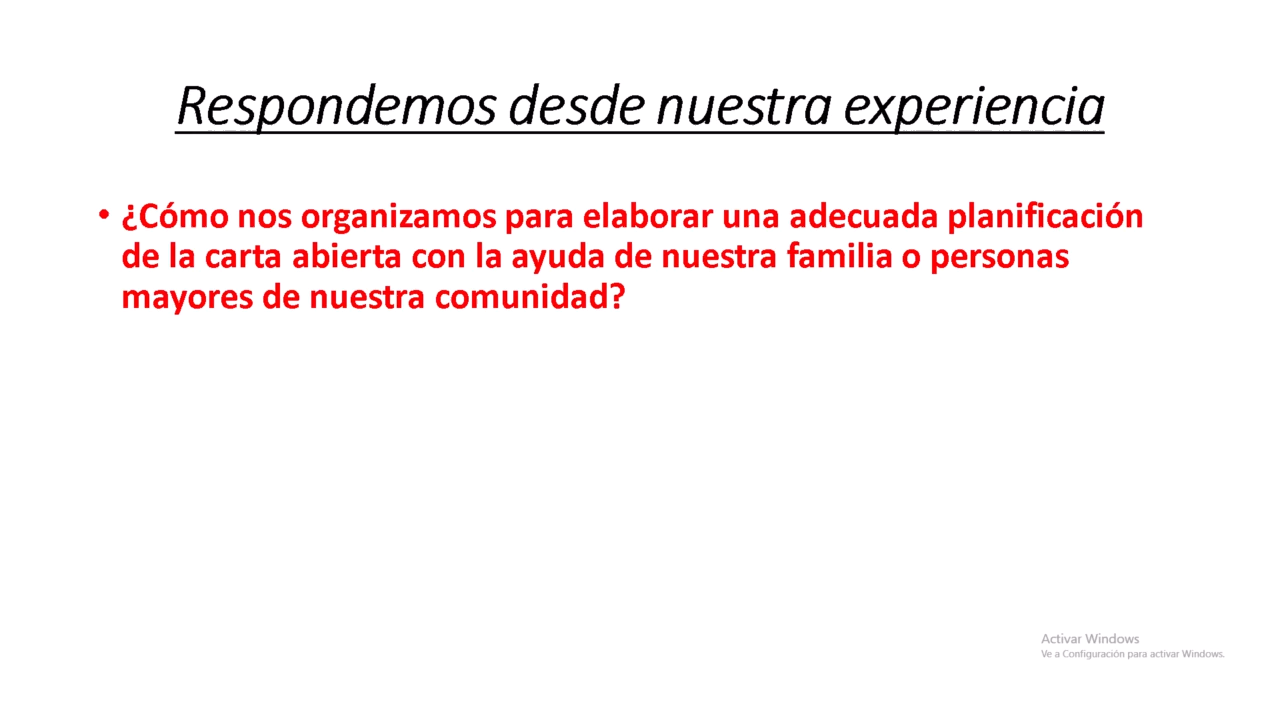 Respondemos desde nuestra experiencia
• ¿Cómo nos organizamos para elaborar una adecuada planificación
de la carta abierta con la ayuda de nuestra familia o personas
mayores de nuestra comunidad?
Activar Windows
Ve a Configuración para activar Windows.